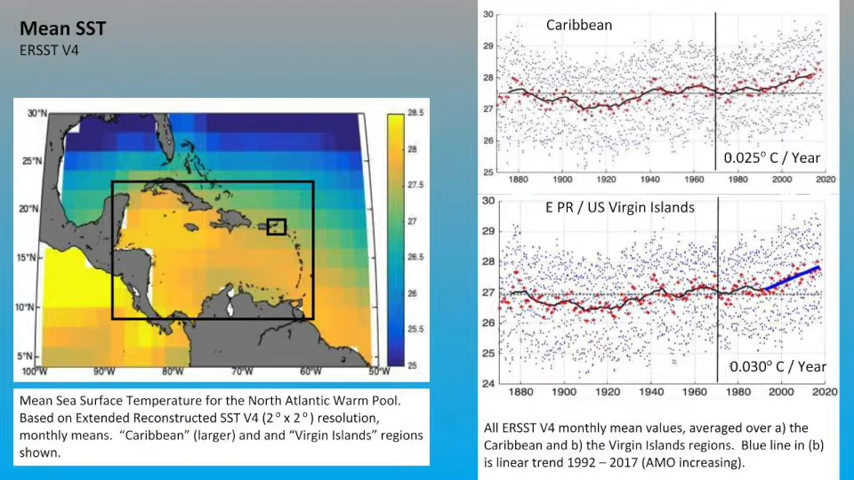 Mean SST
ERSST V4
30°N
25°N
20°N
15°N
10°N
5°N
100°W
90°W
80°W
70°W
60°W
50°W
28.5
28
27.5
27
26.5
26
25.5
25
Mean Sea Surface Temperature for the North Atlantic Warm Pool.
Based on Extended Reconstructed SST V4 (2° x 2°) resolution,
monthly means. “Caribbean” (larger) and and “Virgin Islands” regions
shown.
Caribbean
30
29
28
27
26
25
0.025° C / Year
1880 1900 1920 1940 1960 1980 2000 2020
E PR / US Virgin Islands
30
29
28
27
26
25
24
0.030° C / Year
1880 1900 1920 1940 1960 1980 2000 2020
All ERSST V4 monthly mean values, averaged over a) the
Caribbean and b) the Virgin Islands regions. Blue line in (b)
is linear trend 1992 – 2017 (AMO increasing).